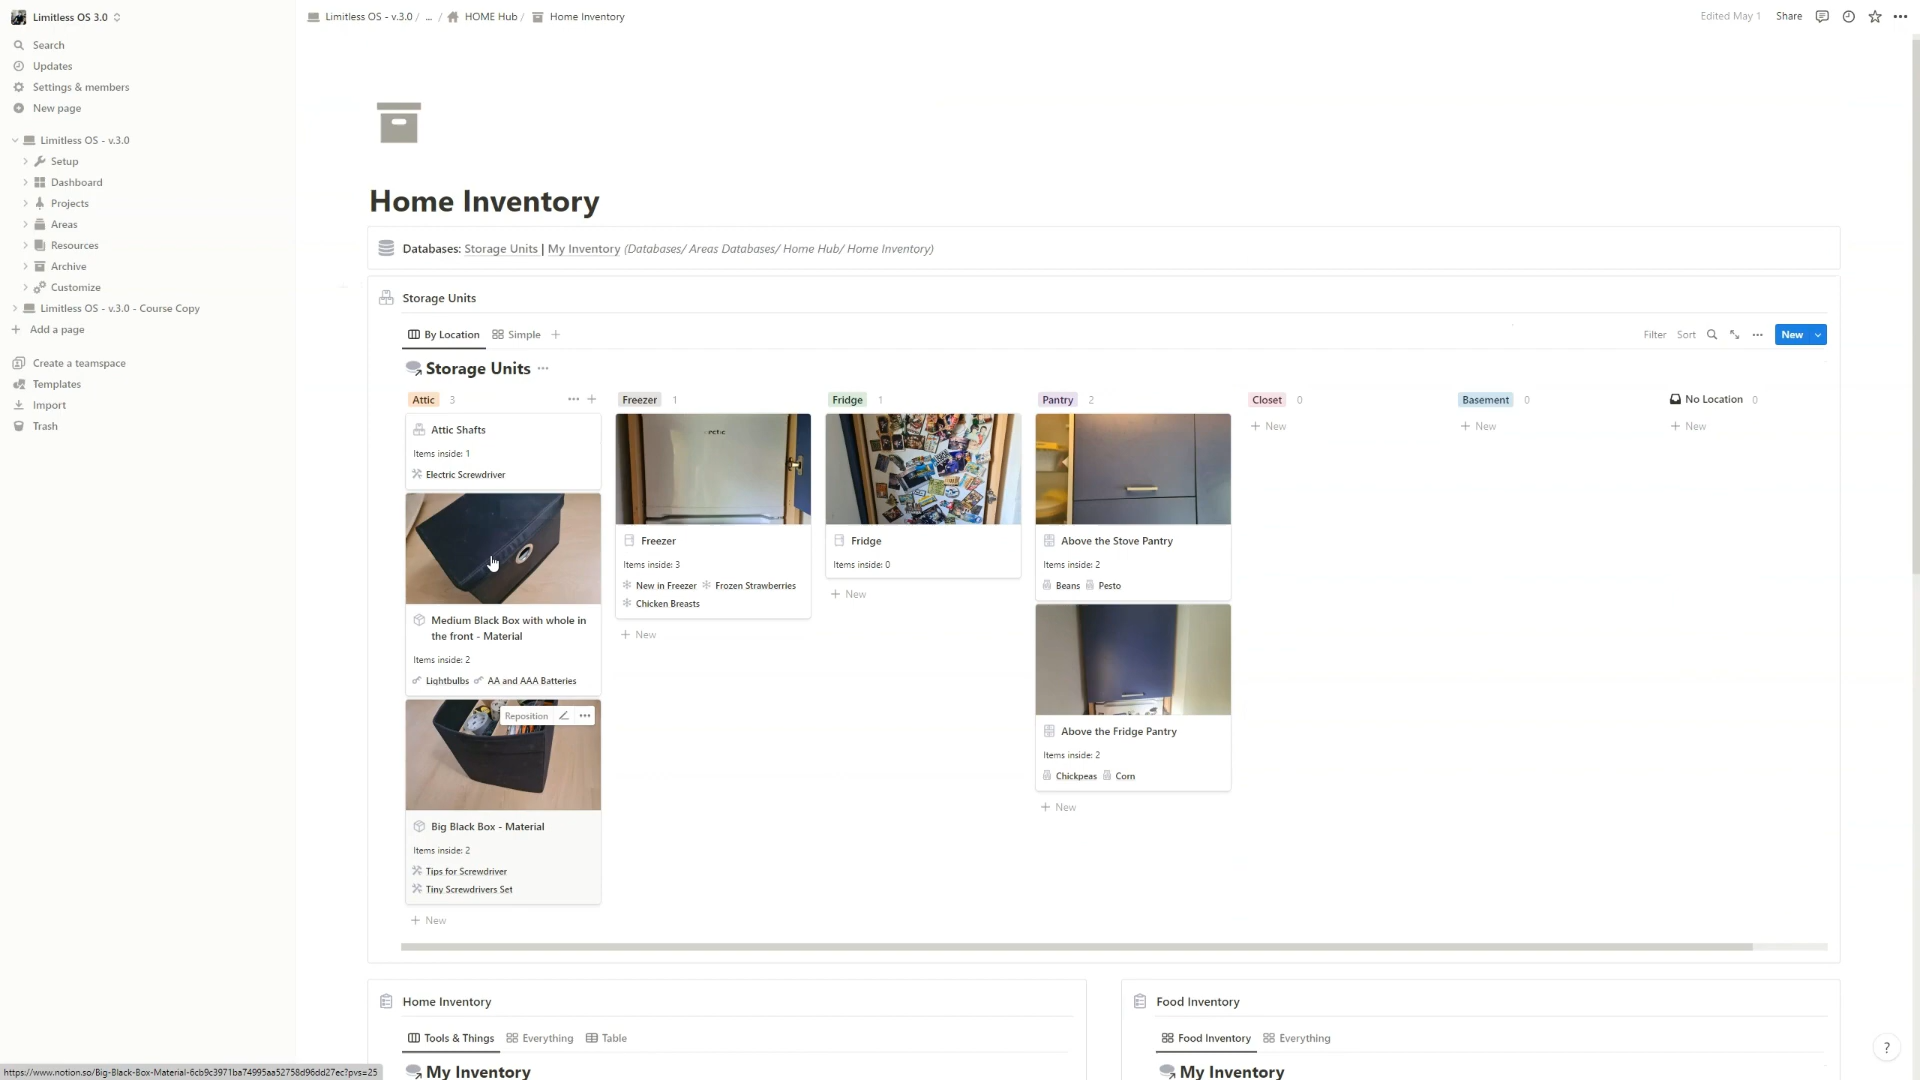 Limitless OS 3.0
Search
Updates
Settings & members
New page
Limitless OS - v.3.0
Setup
Dashboard
Projects
Areas
Resources
Archive
Customize
Limitless OS - v.3.0 - Course Copy
Add a page
Create a teamspace
Templates
Import
Trash
Limitless OS - v.3.0 / ... / HOME Hub / Home Inventory
Edited May 1 Share
Home Inventory
Databases: Storage Units | My Inventory (Databases/ Areas Databases/ Home Hub/ Home Inventory)
Storage Units
By Location Simple +
Filter Sort New
Storage Units
Attic 3
Attic Shafts
Items inside: 1
Electric Screwdriver
Medium Black Box with whole in
the front - Material
Items inside: 2
Lightbulbs AA and AAA Batteries
Reposition
Big Black Box - Material
Items inside: 2
Tips for Screwdriver
Tiny Screwdrivers Set
+ New
Freezer 1
Freezer
Items inside: 3
New in Freezer Frozen Strawberries
Chicken Breasts
+ New
Fridge 1
Fridge
Items inside: 0
+ New
Pantry 2
Above the Stove Pantry
Items inside: 2
Beans Pesto
Above the Fridge Pantry
Items inside: 2
Chickpeas Corn
+ New
Closet 0
+ New
Basement 0
+ New
No Location 0
+ New
Home Inventory
Tools & Things Everything Table
My Inventory
Food Inventory
Food Inventory Everything
My Inventory
?
https://www.notion.so/Big-Black-Box-Material-6cb9c3971ba74995aa52758d96dd27ec?pvs=25